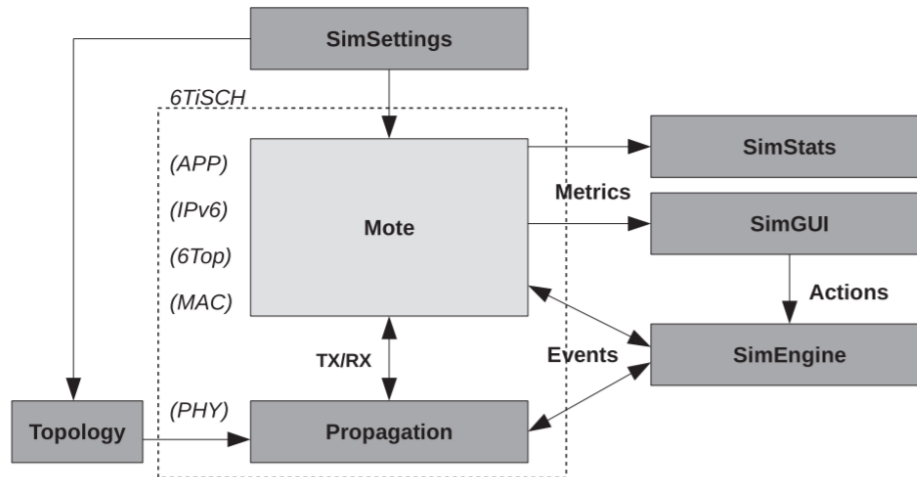 SimSettings
6TiSCH
(APP)
SimStats
Metrics
(IPv6)
Mote
SimGUI
(6Top)
(MAC)
Actions
TX/RX
Events
SimEngine
(PHY)
Topology
Propagation